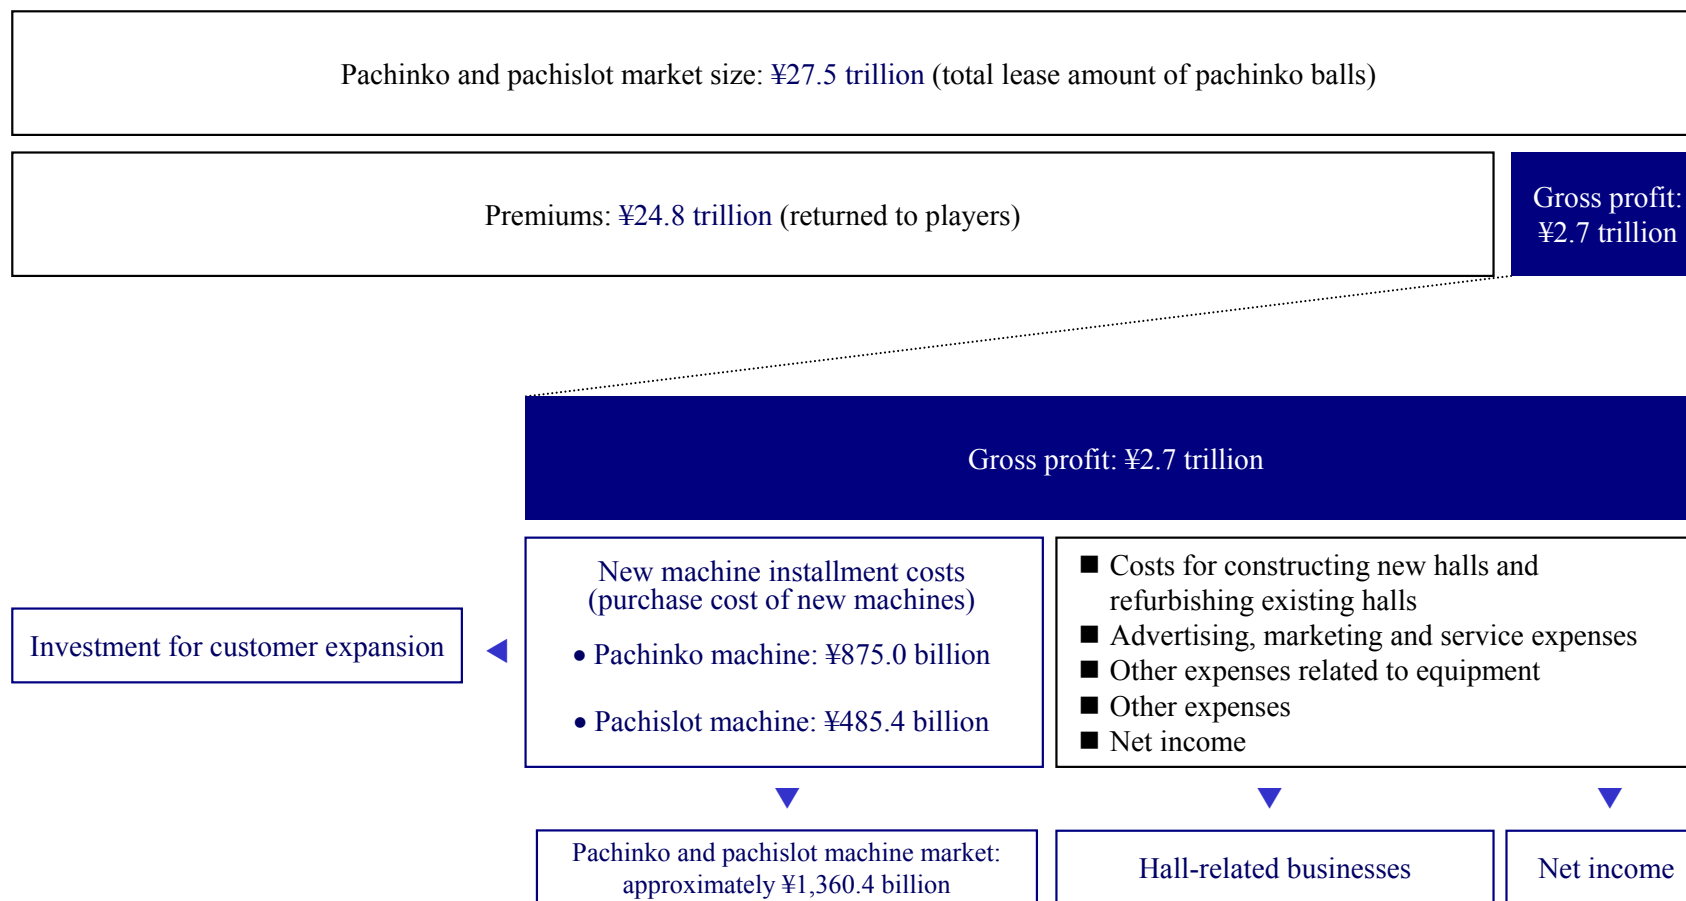 Pachinko and pachislot market size: ¥27.5 trillion (total lease amount of pachinko balls)
Premiums: ¥24.8 trillion (returned to players)
Gross profit:
¥2.7 trillion
Gross profit: ¥2.7 trillion
Investment for customer expansion
New machine installment costs
(purchase cost of new machines)
• Pachinko machine: ¥875.0 billion
• Pachislot machine: ¥485.4 billion
■ Costs for constructing new halls and
refurbishing existing halls
■ Advertising, marketing and service expenses
■ Other expenses related to equipment
■ Other expenses
■ Net income
Pachinko and pachislot machine market:
approximately ¥1,360.4 billion
Hall-related businesses
Net income